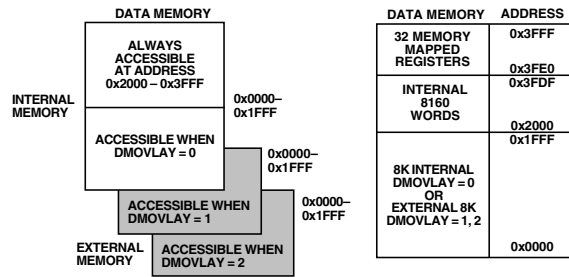 DATA MEMORY
ALWAYS
ACCESSIBLE
AT ADDRESS
0x2000 – 0x3FFF
INTERNAL
MEMORY
0x0000–
0x1FFF
ACCESSIBLE WHEN
DMOVLAY = 0
0x0000–
0x1FFF
ACCESSIBLE WHEN
DMOVLAY = 1
0x0000–
0x1FFF
EXTERNAL
MEMORY
ACCESSIBLE WHEN
DMOVLAY = 2
DATA MEMORY ADDRESS
32 MEMORY
MAPPED
REGISTERS
0x3FFF
0x3FE0
INTERNAL
8160
WORDS
0x3FDF
0x2000
8K INTERNAL
DMOVLAY = 0
OR
EXTERNAL 8K
DMOVLAY = 1, 2
0x1FFF
0x0000